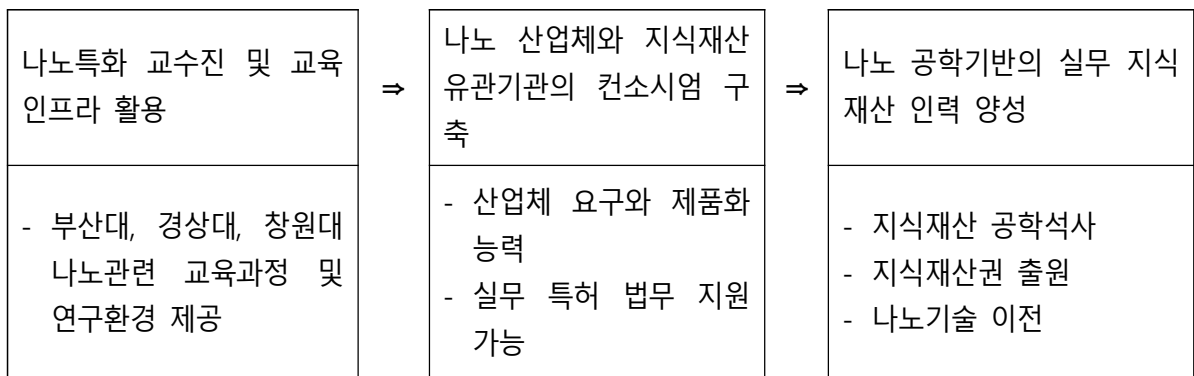 나노특화 교수진 및 교육
인프라 활용
⇒
나노 산업체와 지식재산
유관기관의 컨소시엄 구
축
⇒
나노 공학기반의 실무 지식
재산 인력 양성
- 부산대, 경상대, 창원대
나노관련 교육과정 및
연구환경 제공
- 산업체 요구와 제품화
능력
- 실무 특허 법무 지원
가능
- 지식재산 공학석사
- 지식재산권 출원
- 나노기술 이전